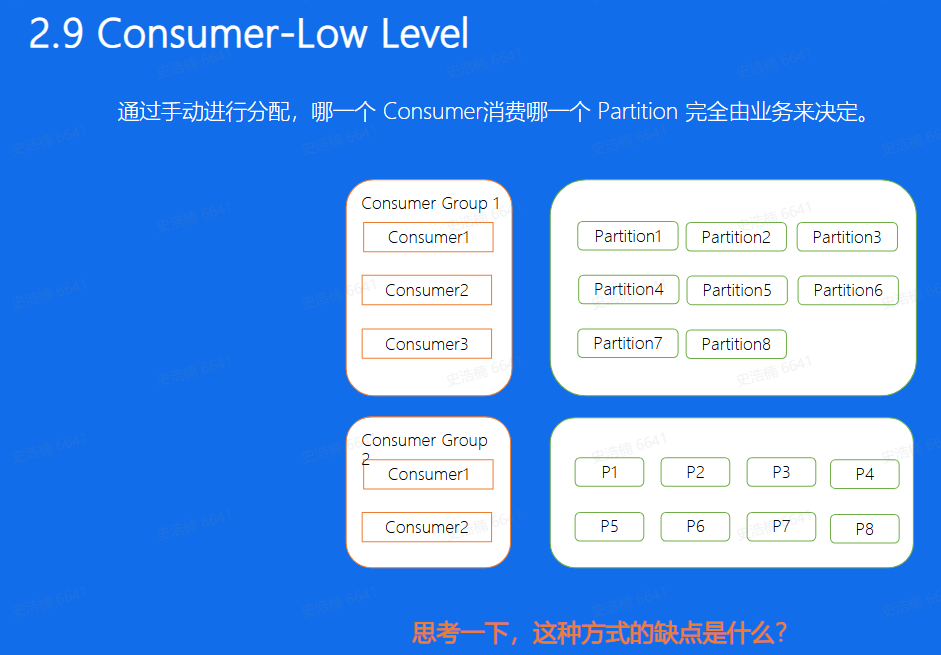 2.9 Consumer-Low Level
通过手动进行分配，哪一个 Consumer消费哪一个 Partition 完全由业务来决定。
Consumer Group 1
Consumer1
Consumer2
Consumer3
Partition1 Partition2 Partition3
Partition4 Partition5 Partition6
Partition7 Partition8
Consumer Group
2
Consumer1
Consumer2
P1 P2 P3 P4
P5 P6 P7 P8
思考一下，这种方式的缺点是什么？
史浩楠 6641